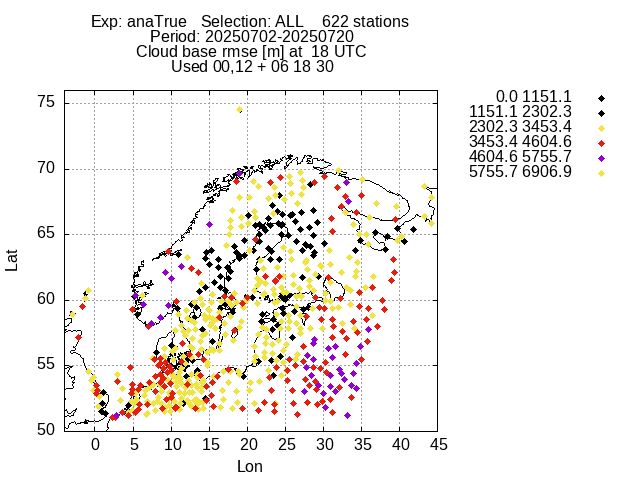 Exp: anaTrue   Selection: ALL    622 stations
Period: 20250702-20250720
Cloud base rmse [m] at  18 UTC
Used 00,12 + 06 18 30
0.0 1151.1
1151.1 2302.3
2302.3 3453.4
3453.4 4604.6
4604.6 5755.7
5755.7 6906.9
75
70
65
60
55
50
Lat
0 5 10 15 20 25 30 35 40 45
Lon